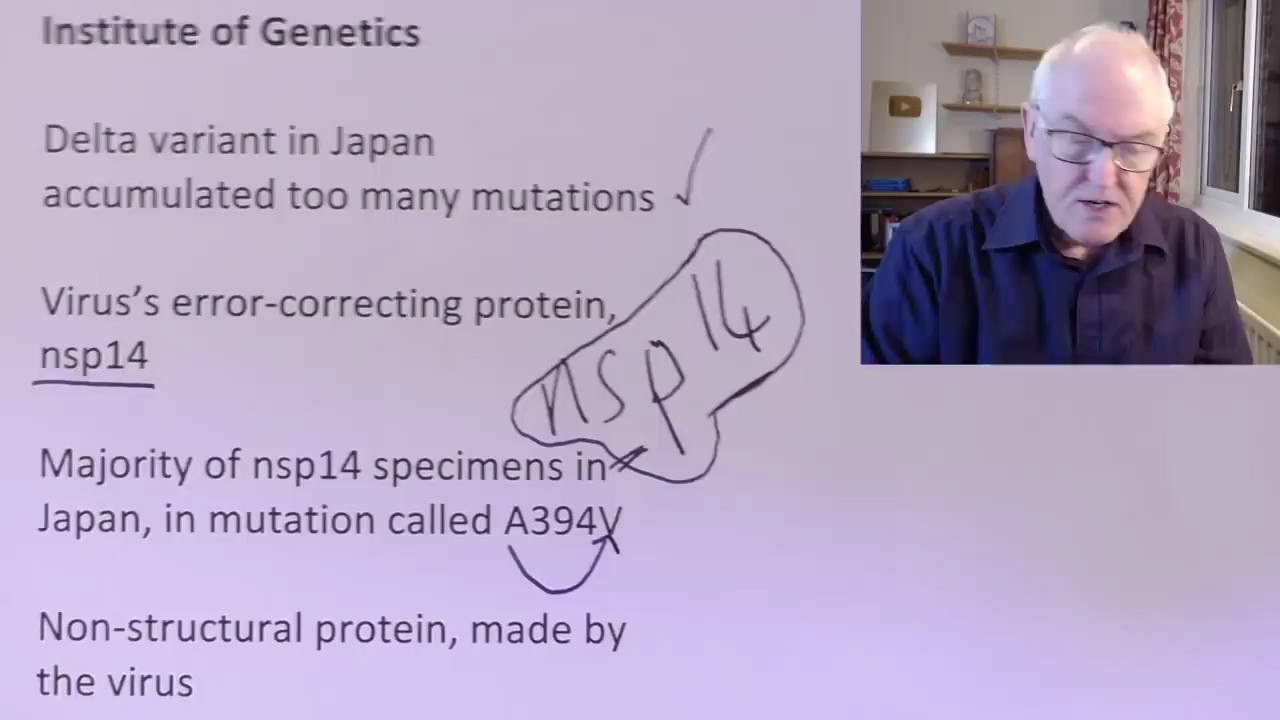 Institute of Genetics
Delta variant in Japan
accumulated too many mutations
Virus’s error-correcting protein,
nsp14
nsp14
Majority of nsp14 specimens in
Japan, in mutation called A394V
Non-structural protein, made by
the virus